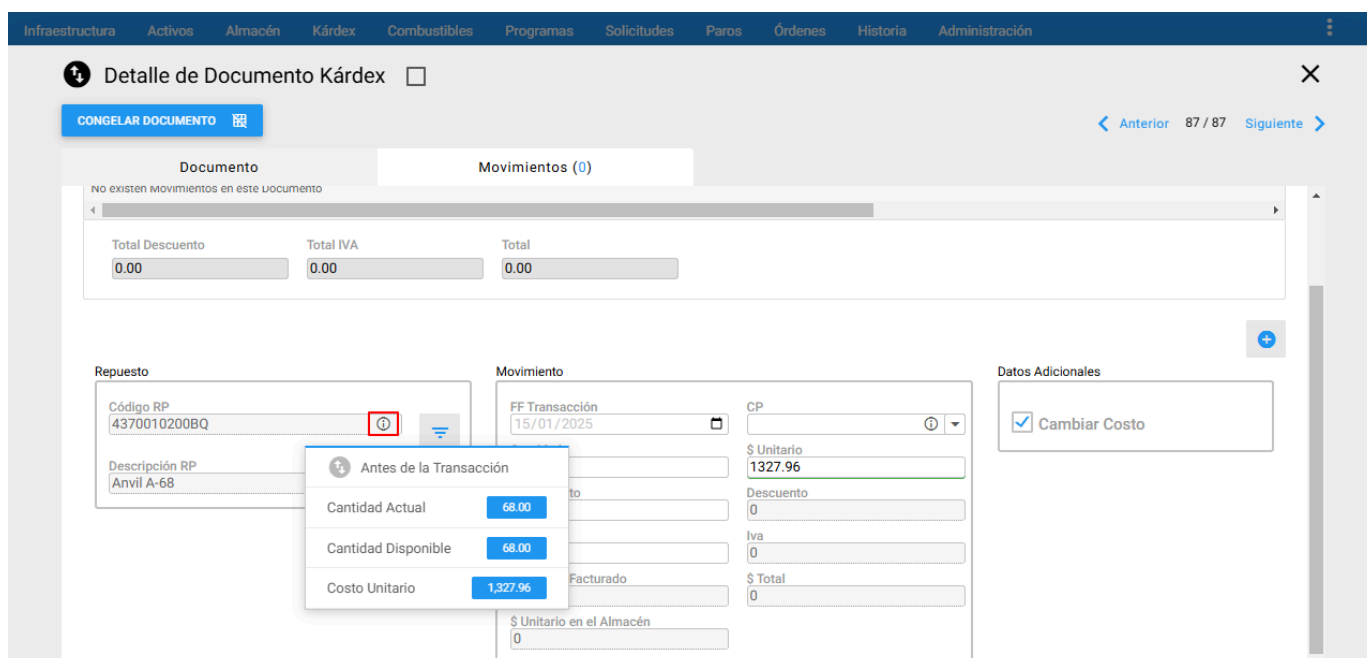 Infraestructura Activos Almacén Kárdex Combustibles Programas Solicitudes Paros Órdenes Historia Administración
Detalle de Documento Kárdex
CONGELAR DOCUMENTO
Anterior 87 / 87 Siguiente
Documento Movimientos (0)
No existen Movimientos en este Documento
Total Descuento Total IVA Total
0.00 0.00 0.00
Repuesto Movimiento Datos Adicionales
Código RP FF Transacción CP
4370010200BQ 15/01/2025
Cambiar Costo
$ Unitario
1327.96
Descripción RP
Anvil A-68
Antes de la Transacción
Cantidad Actual 68.00
Cantidad Disponible 68.00
Costo Unitario 1,327.96
to Descuento
0
Iva
0
Facturado $ Total
0
$ Unitario en el Almacén
0